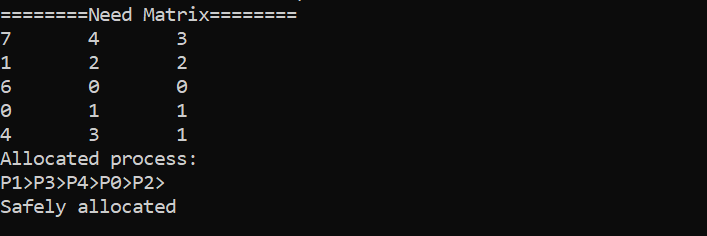 ========Need Matrix========
7 4 3
1 2 2
6 0 0
0 1 1
4 3 1
Allocated process:
P1>P3>P4>P0>P2>
Safely allocated